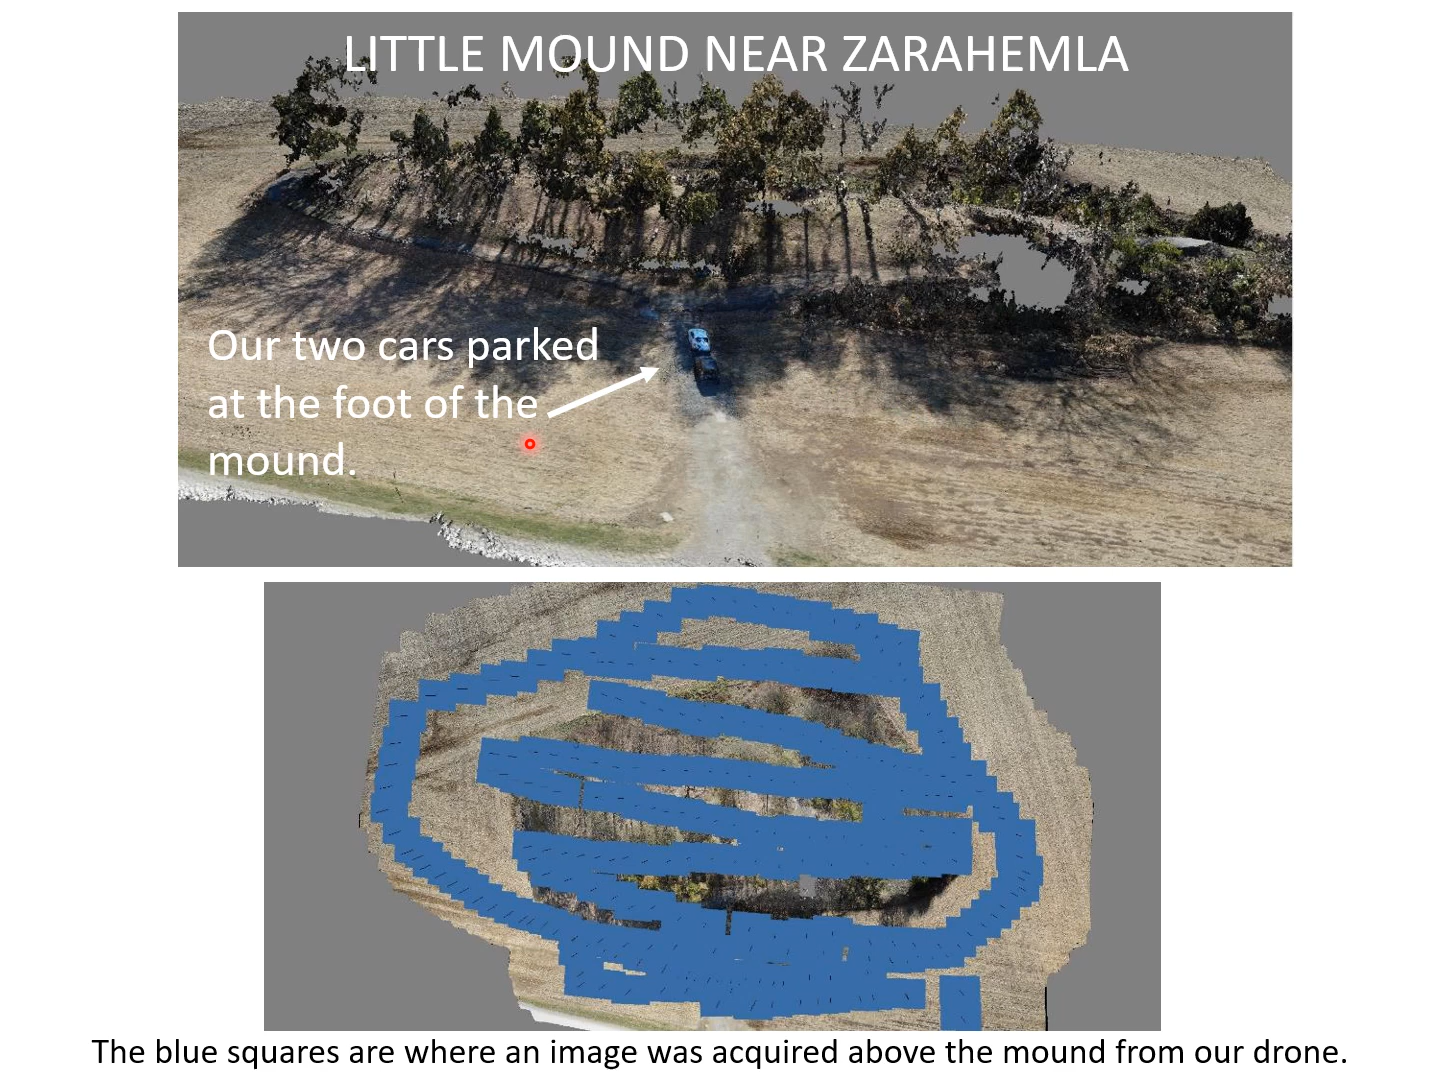 LITTLE MOUND NEAR ZARAHEMLA
Our two cars parked
at the foot of the
mound.
The blue squares are where an image was acquired above the mound from our drone.